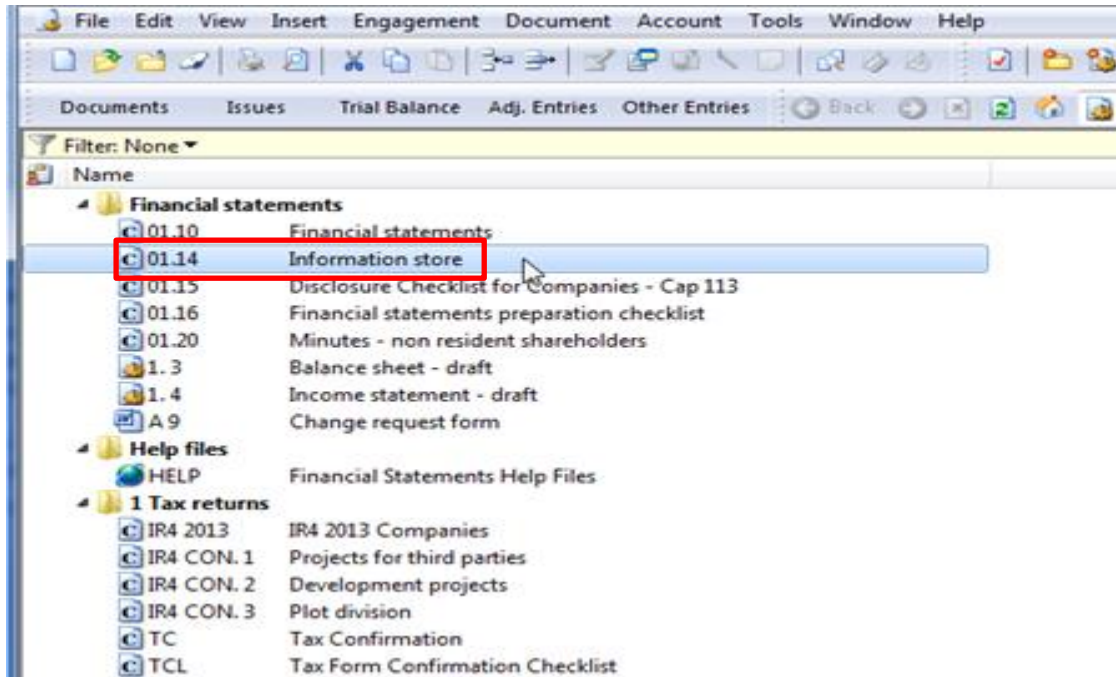 File Edit View Insert Engagement Document Account Tools Window Help
Documents Issues Trial Balance Adj. Entries Other Entries Back
Filter: None
Name
Financial statements
01.10 Financial statements
01.14 Information store
01.15 Disclosure Checklist for Companies - Cap 113
01.16 Financial statements preparation checklist
01.20 Minutes - non resident shareholders
1. 3 Balance sheet - draft
1. 4 Income statement - draft
A 9 Change request form
Help files
HELP Financial Statements Help Files
1 Tax returns
IR4 2013 IR4 2013 Companies
IR4 CON. 1 Projects for third parties
IR4 CON. 2 Development projects
IR4 CON. 3 Plot division
TC Tax Confirmation
TCL Tax Form Confirmation Checklist